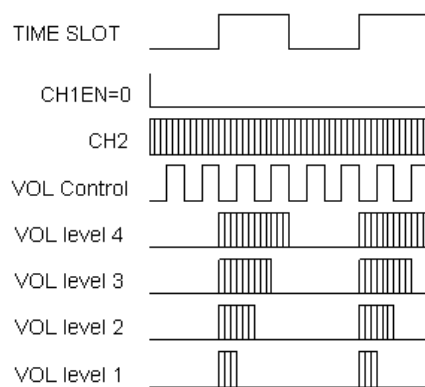 TIME SLOT
CH1EN=0
CH2
VOL Control
VOL level 4
VOL level 3
VOL level 2
VOL level 1